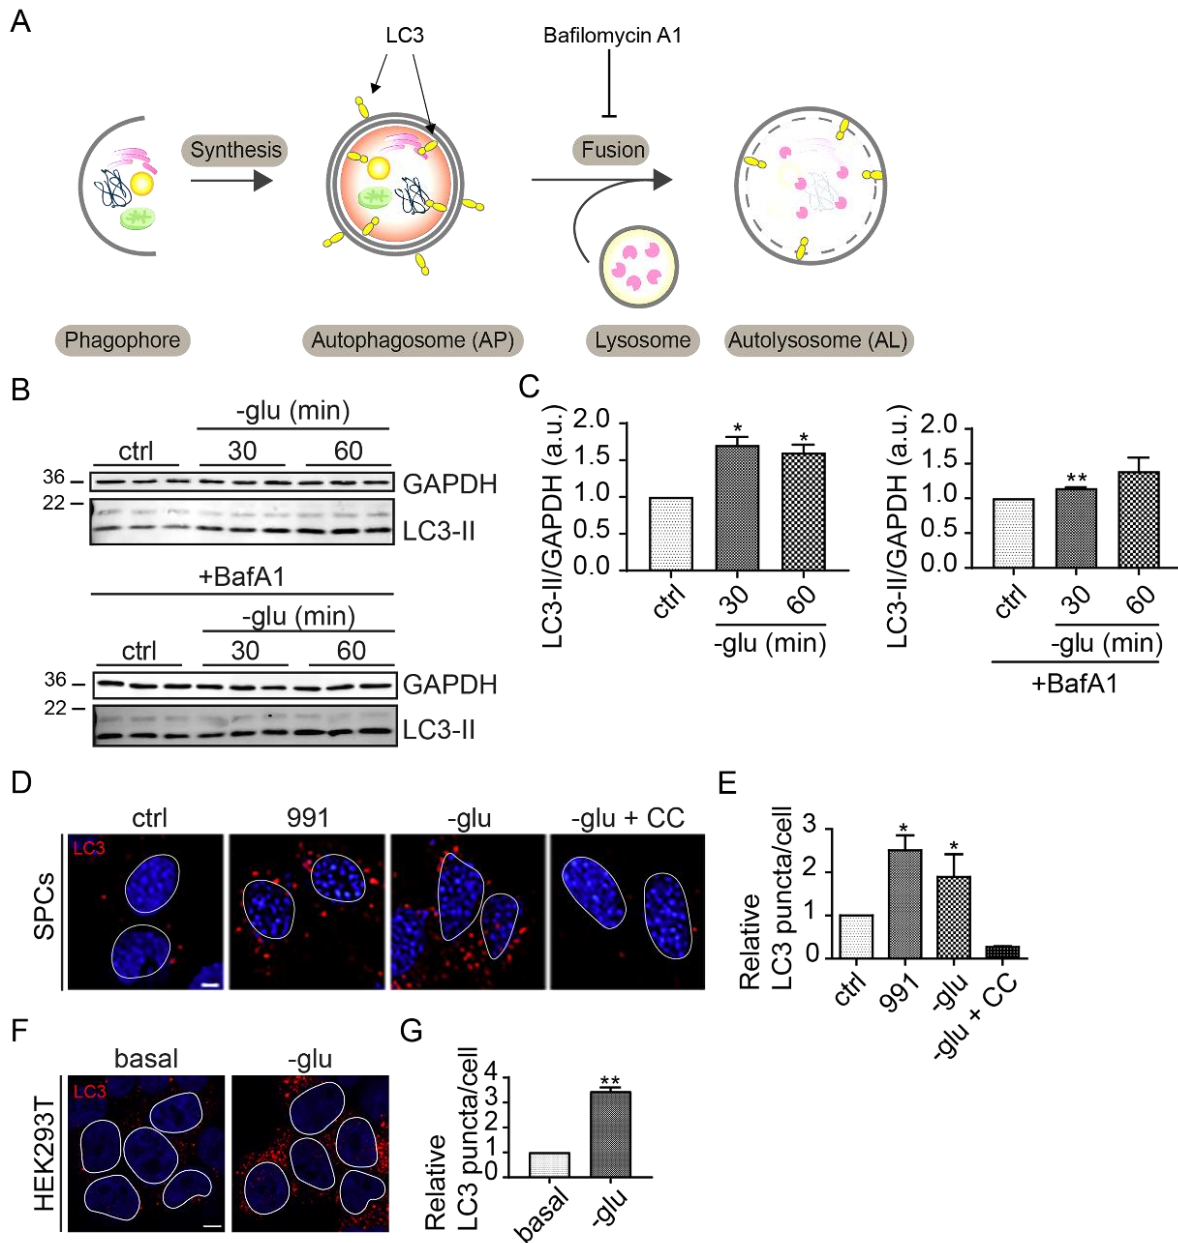 A
LC3
Bafilomycin A1
Synthesis
Fusion
Phagophore
Autophagosome (AP)
Lysosome
Autolysosome (AL)
B
-glu (min)
ctrl
30
60
36
GAPDH
22
LC3-II
+BafA1
-glu (min)
ctrl
30
60
36
GAPDH
22
LC3-II
C
LC3-II/GAPDH (a.u.)
2.0
1.5
1.0
0.5
0.0
*
*
ctrl
30
60
-glu (min)
LC3-II/GAPDH (a.u.)
2.0
1.5
1.0
0.5
0.0
**
ctrl
30
60
-glu (min)
+BafA1
D
ctrl
991
-glu
-glu + CC
SPCs
LC3
E
Relative
LC3 puncta/cell
3
2
1
0
*
*
ctrl
991
-glu
-glu + CC
F
basal
-glu
HEK293T
LC3
G
Relative
LC3 puncta/cell
4
3
2
1
0
**
basal
-glu